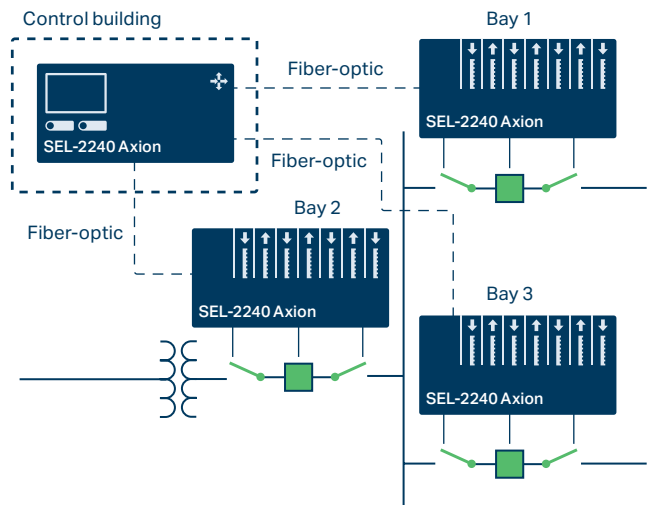 Control building
Bay 1
Fiber-optic
SEL-2240 Axion
SEL-2240 Axion
Fiber-optic
Bay 2
Fiber-optic
Bay 3
SEL-2240 Axion
SEL-2240 Axion